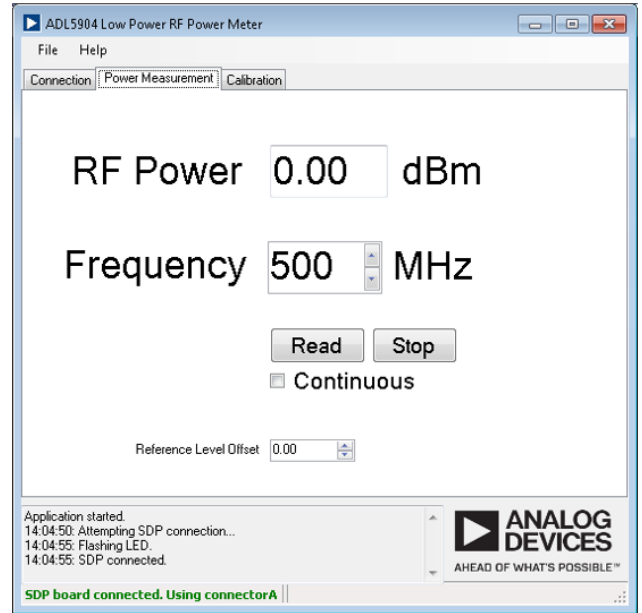 ADL5904 Low Power RF Power Meter
File Help
Connection Power Measurement Calibration
RF Power 0.00 dBm
Frequency 500 MHz
Read Stop
Continuous
Reference Level Offset 0.00
Application started.
14:04:50: Attempting SDP connection...
14:04:55: Flashing LED.
14:04:55: SDP connected.
ANALOG
DEVICES
AHEAD OF WHAT'S POSSIBLE™
SDP board connected. Using connectorA